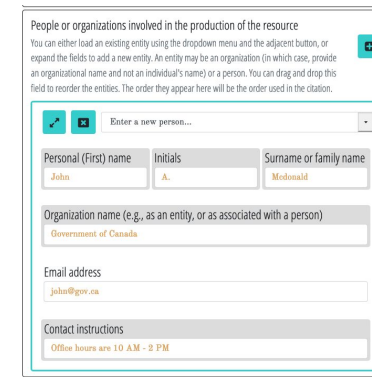 People or organizations involved in the production of the resource
You can either load an existing entity using the dropdown menu and the adjacent button, or
expand the fields to add a new entity. An entity may be an organization (in which case, provide
an organizational name and not an individual's name) or a person. You can drag and drop this
field to reorder the entities. The order they appear here will be the order used in the citation.
Enter a new person...
Personal (First) name Initials Surname or family name
John A. Mcdonald
Organization name (e.g., as an entity, or as associated with a person)
Government of Canada
Email address
john@gov.ca
Contact instructions
Office hours are 10 AM - 2 PM